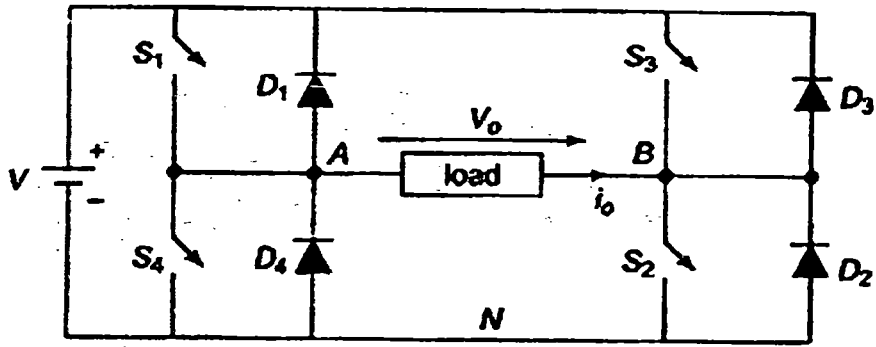 S1
D1
S3
D3
Vo
A
B
load
io
V
+
-
S4
D4
S2
D2
N